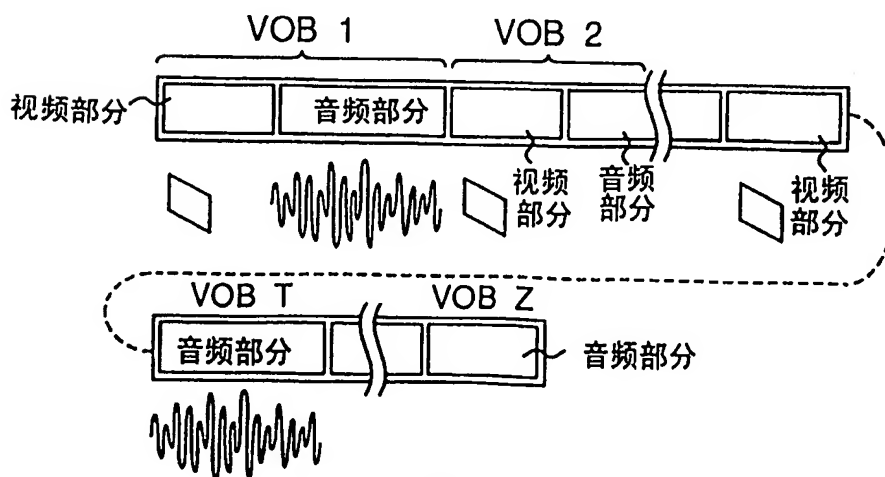 VOB 1
VOB 2
视频部分
音频部分
视频
部分
音频
部分
视频
部分
VOB T
VOB Z
音频部分
音频部分